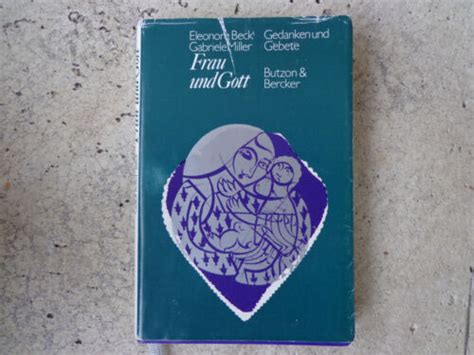 Eleonore Beck
Gabriele Miller
Frau
und Gott
Gedanken und
Gebete
Butzon &
Bercker